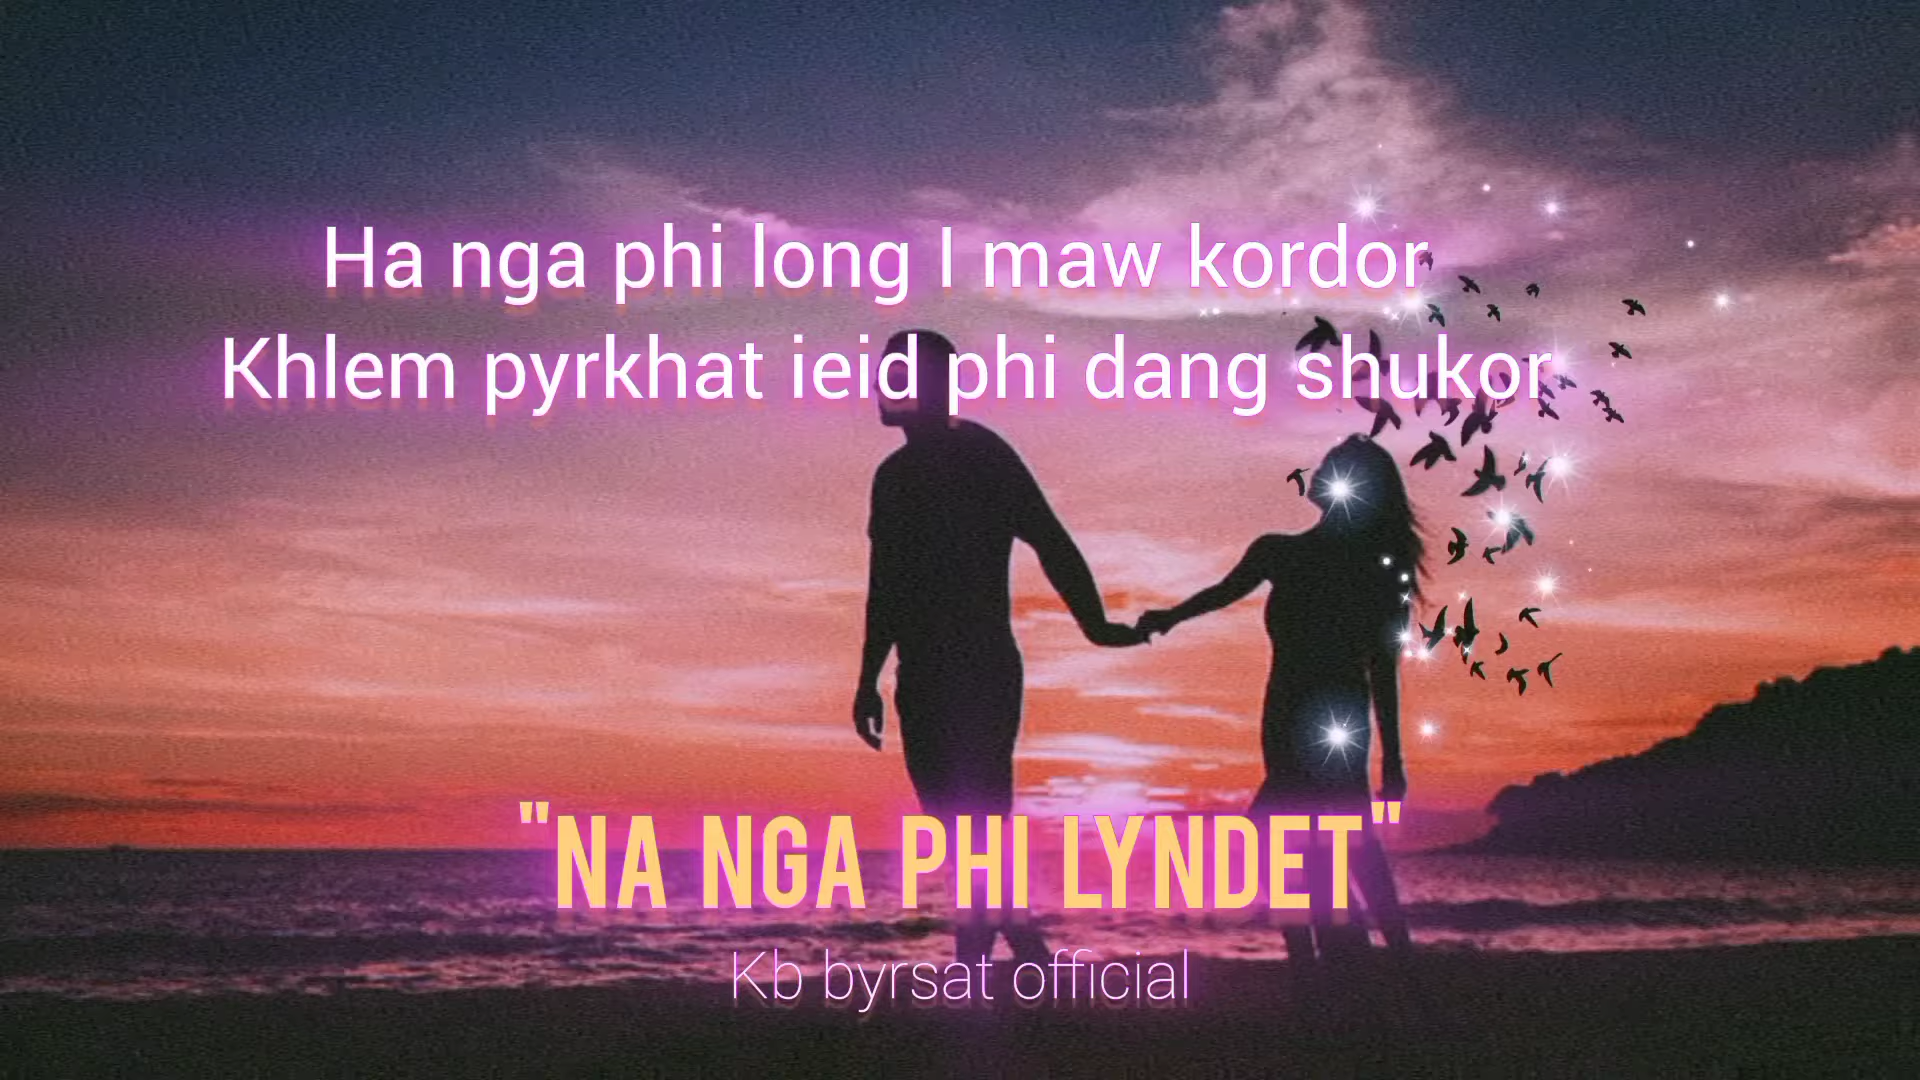 Ha nga phi long I maw kordor
Khlem pyrkhat ieid phi dang shukor
"NA NGA PHI LYNDET"
Kb byrsat official